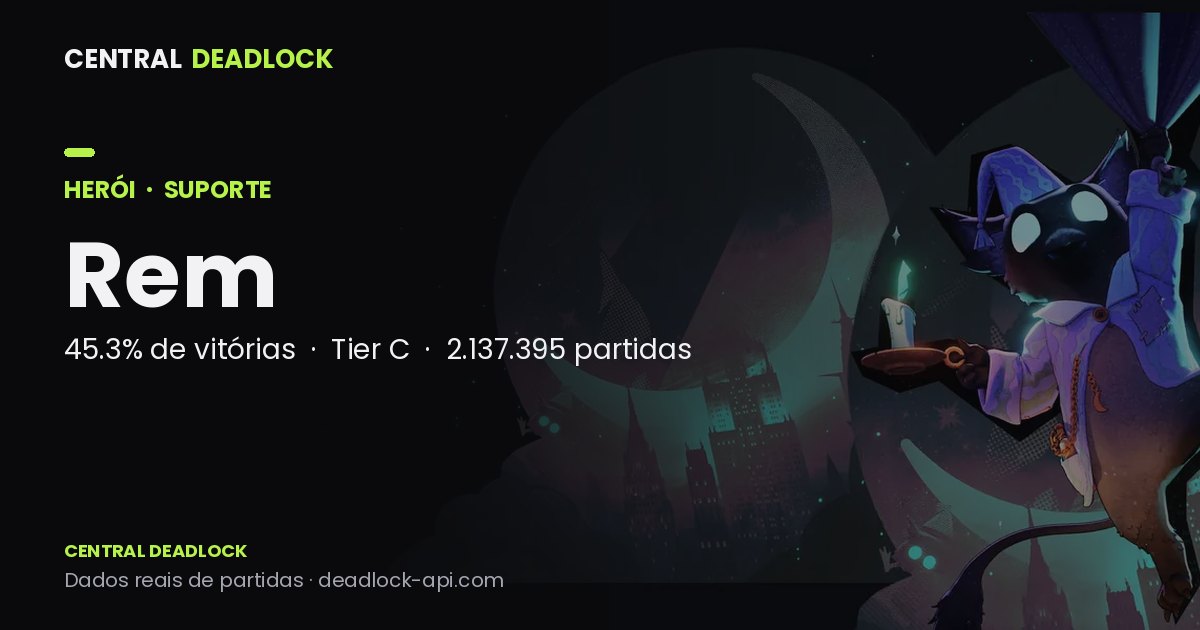 CENTRAL DEADLOCK
HERÓI · SUPORTE
Rem
45.3% de vitórias · Tier C · 2.137.395 partidas
CENTRAL DEADLOCK
Dados reais de partidas · deadlock-api.com